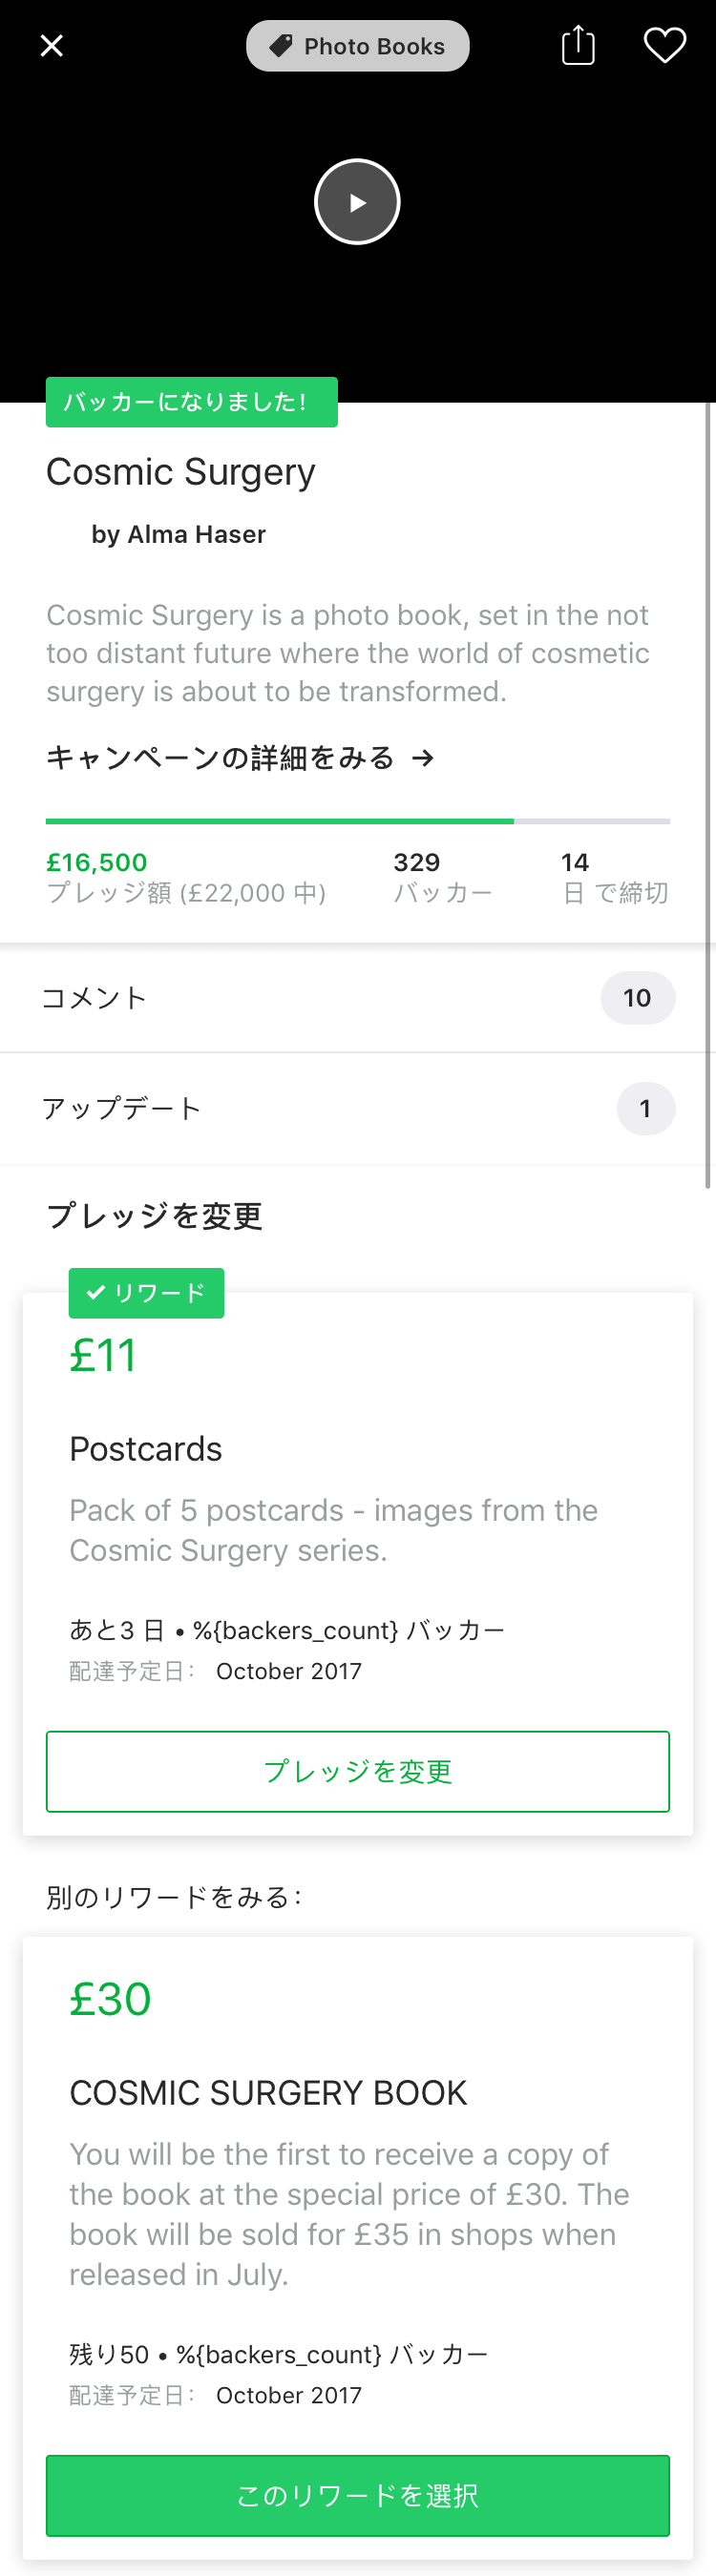 Photo Books
バッカーになりました!
Cosmic Surgery
by Alma Haser
Cosmic Surgery is a photo book, set in the not
too distant future where the world of cosmetic
surgery is about to be transformed.
キャンペーンの詳細をみる →
£16,500
プレッジ額 (£22,000 中)
329
バッカー
14
日 で締切
コメント
10
アップデート
1
プレッジを変更
✔ リワード
£11
Postcards
Pack of 5 postcards - images from the
Cosmic Surgery series.
あと3 日 • %{backers_count} バッカー
配達予定日: October 2017
プレッジを変更
別のリワードをみる:
£30
COSMIC SURGERY BOOK
You will be the first to receive a copy of
the book at the special price of £30. The
book will be sold for £35 in shops when
released in July.
残り50 • %{backers_count} バッカー
配達予定日: October 2017
このリワードを選択